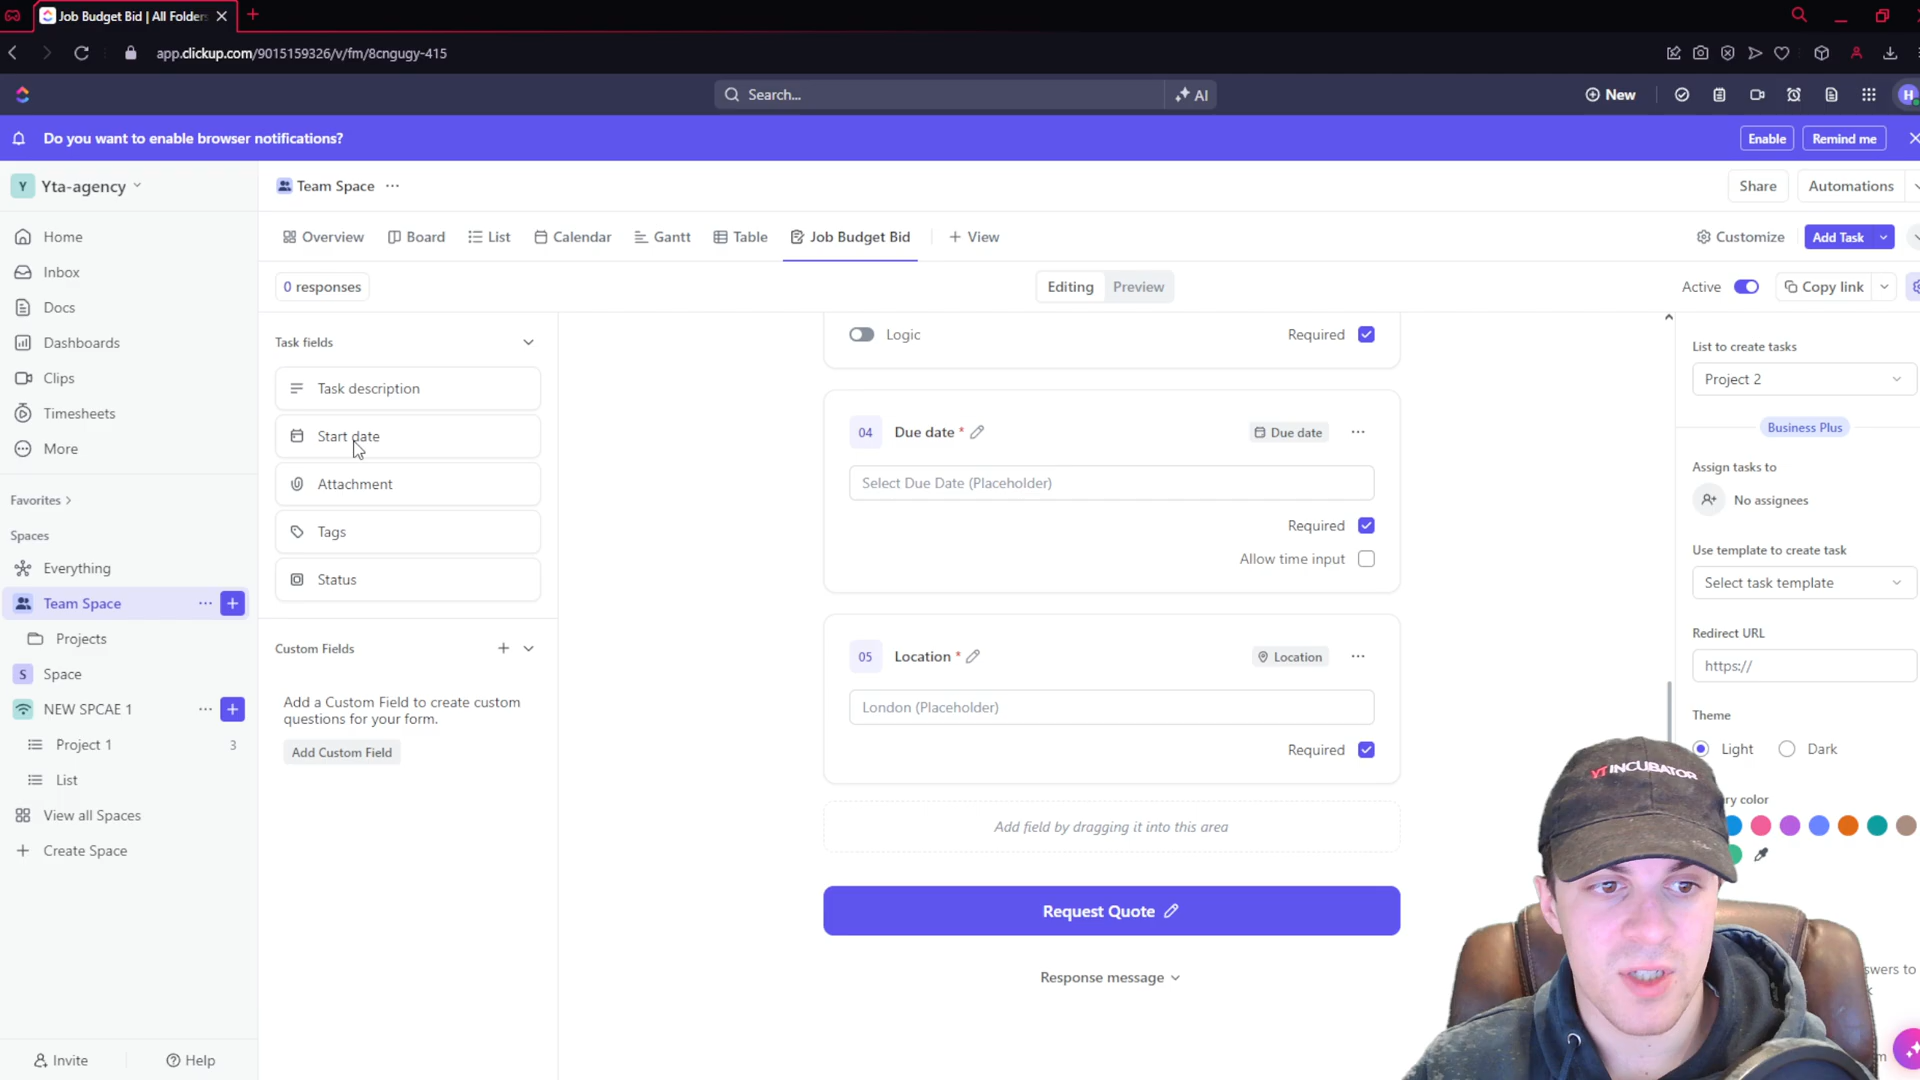 Job Budget Bid | All Folders
app.clickup.com/9015159326/v/fm/8cngugy-415
Search...
AI
New
H
Do you want to enable browser notifications?
Enable
Remind me
Y
Yta-agency
Team Space
Share
Automations
Home
Inbox
Docs
Dashboards
Clips
Timesheets
More
Favorites
Spaces
Everything
Team Space
Projects
S
Space
NEW SPCAE 1
Project 1
3
List
View all Spaces
Create Space
Invite
Help
Overview
Board
List
Calendar
Gantt
Table
Job Budget Bid
View
Customize
Add Task
0 responses
Editing
Preview
Active
Copy link
Task fields
Task description
Start date
Attachment
Tags
Status
Custom Fields
Add a Custom Field to create custom
questions for your form.
Add Custom Field
Logic
Required
04
Due date *
Due date
Select Due Date (Placeholder)
Required
Allow time input
05
Location *
Location
London (Placeholder)
Required
Add field by dragging it into this area
Request Quote
Response message
List to create tasks
Project 2
Business Plus
Assign tasks to
No assignees
Use template to create task
Select task template
Redirect URL
https://
Theme
Light
Dark
color
YT INCUBATOR
to